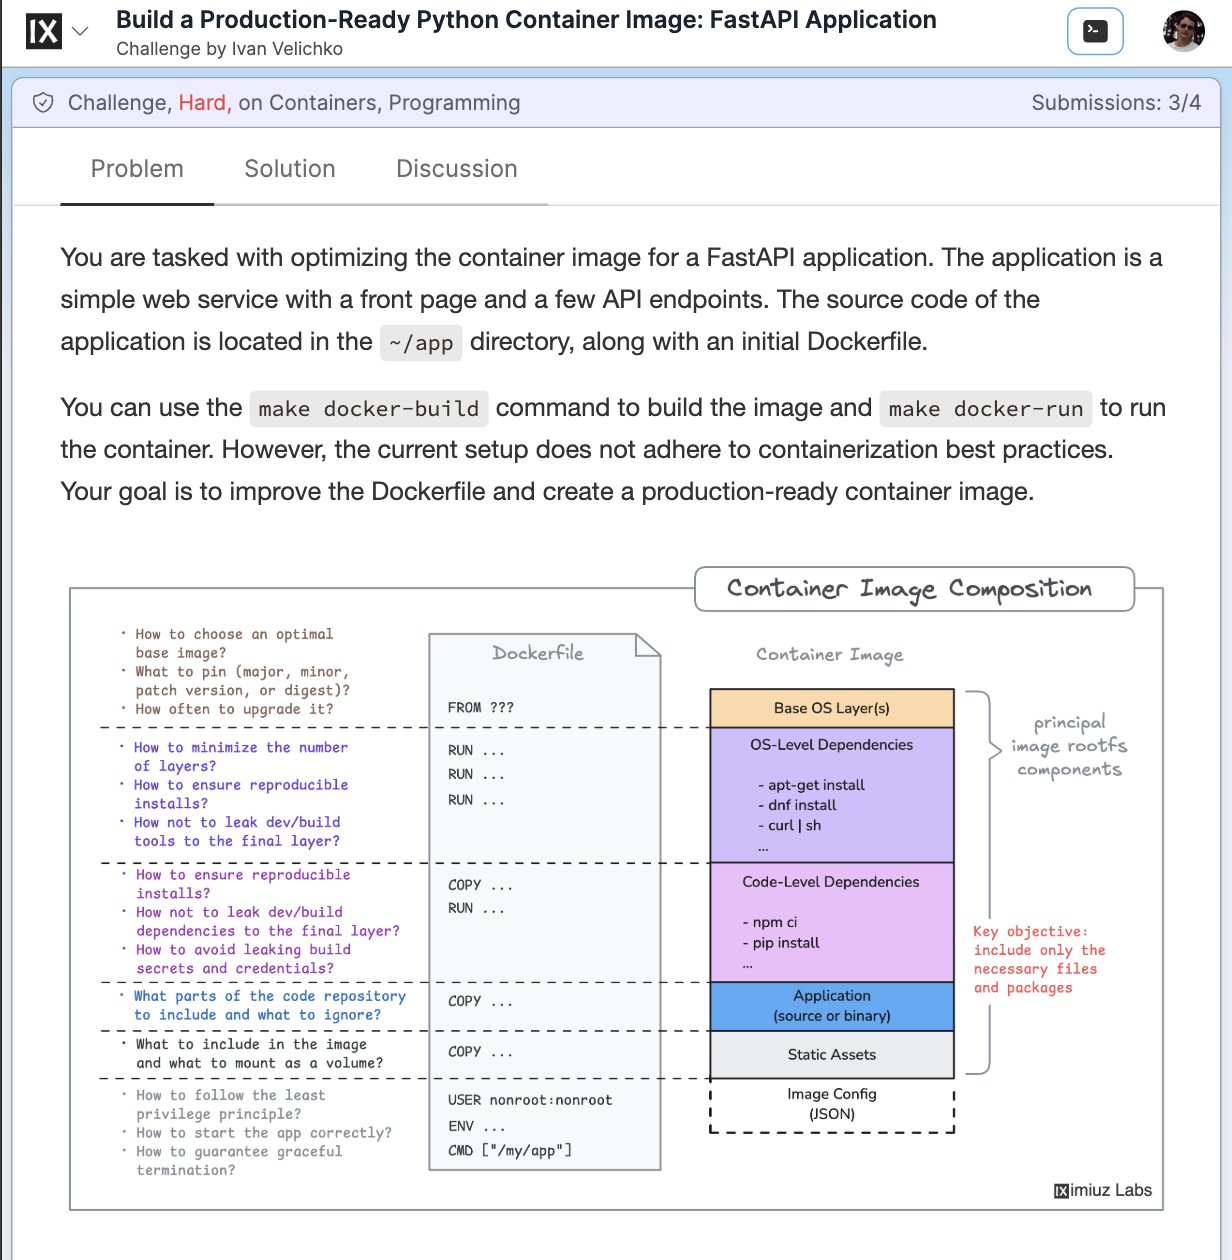 IX
Build a Production-Ready Python Container Image: FastAPI Application
Challenge by Ivan Velichko
>-
Challenge, Hard, on Containers, Programming
Submissions: 3/4
Problem
Solution
Discussion
You are tasked with optimizing the container image for a FastAPI application. The application is a
simple web service with a front page and a few API endpoints. The source code of the
application is located in the ~/app directory, along with an initial Dockerfile.
You can use the make docker-build command to build the image and make docker-run to run
the container. However, the current setup does not adhere to containerization best practices.
Your goal is to improve the Dockerfile and create a production-ready container image.
Container Image Composition
· How to choose an optimal
base image?
· What to pin (major, minor,
patch version, or digest)?
· How often to upgrade it?
· How to minimize the number
of layers?
· How to ensure reproducible
installs?
· How not to leak dev/build
tools to the final layer?
· How to ensure reproducible
installs?
· How not to leak dev/build
dependencies to the final layer?
· How to avoid leaking build
secrets and credentials?
· What parts of the code repository
to include and what to ignore?
· What to include in the image
and what to mount as a volume?
· How to follow the least
privilege principle?
· How to start the app correctly?
· How to guarantee graceful
termination?
Dockerfile
FROM ???
RUN ...
RUN ...
RUN ...
COPY ...
RUN ...
COPY ...
COPY ...
USER nonroot:nonroot
ENV ...
CMD ["/my/app"]
Container Image
Base OS Layer(s)
OS-Level Dependencies
- apt-get install
- dnf install
- curl | sh
...
Code-Level Dependencies
- npm ci
- pip install
...
Application
(source or binary)
Static Assets
Image Config
(JSON)
principal
image rootfs
components
Key objective:
include only the
necessary files
and packages
IXimiuz Labs